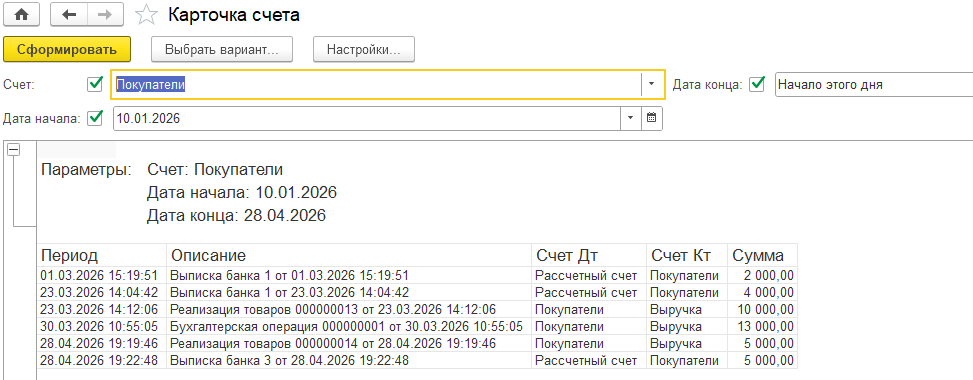 Карточка счета
Сформировать Выбрать вариант... Настройки...
Счет: Покупатели Дата конца: Начало этого дня
Дата начала: 10.01.2026
Параметры: Счет: Покупатели
Дата начала: 10.01.2026
Дата конца: 28.04.2026
Период Описание Счет Дт Счет Кт Сумма
01.03.2026 15:19:51 Выписка банка 1 от 01.03.2026 15:19:51 Рассчетный счет Покупатели 2 000,00
23.03.2026 14:04:42 Выписка банка 1 от 23.03.2026 14:04:42 Рассчетный счет Покупатели 4 000,00
23.03.2026 14:12:06 Реализация товаров 000000013 от 23.03.2026 14:12:06 Покупатели Выручка 10 000,00
30.03.2026 10:55:05 Бухгалтерская операция 000000001 от 30.03.2026 10:55:05 Покупатели Выручка 13 000,00
28.04.2026 19:19:46 Реализация товаров 000000014 от 28.04.2026 19:19:46 Покупатели Выручка 5 000,00
28.04.2026 19:22:48 Выписка банка 3 от 28.04.2026 19:22:48 Рассчетный счет Покупатели 5 000,00